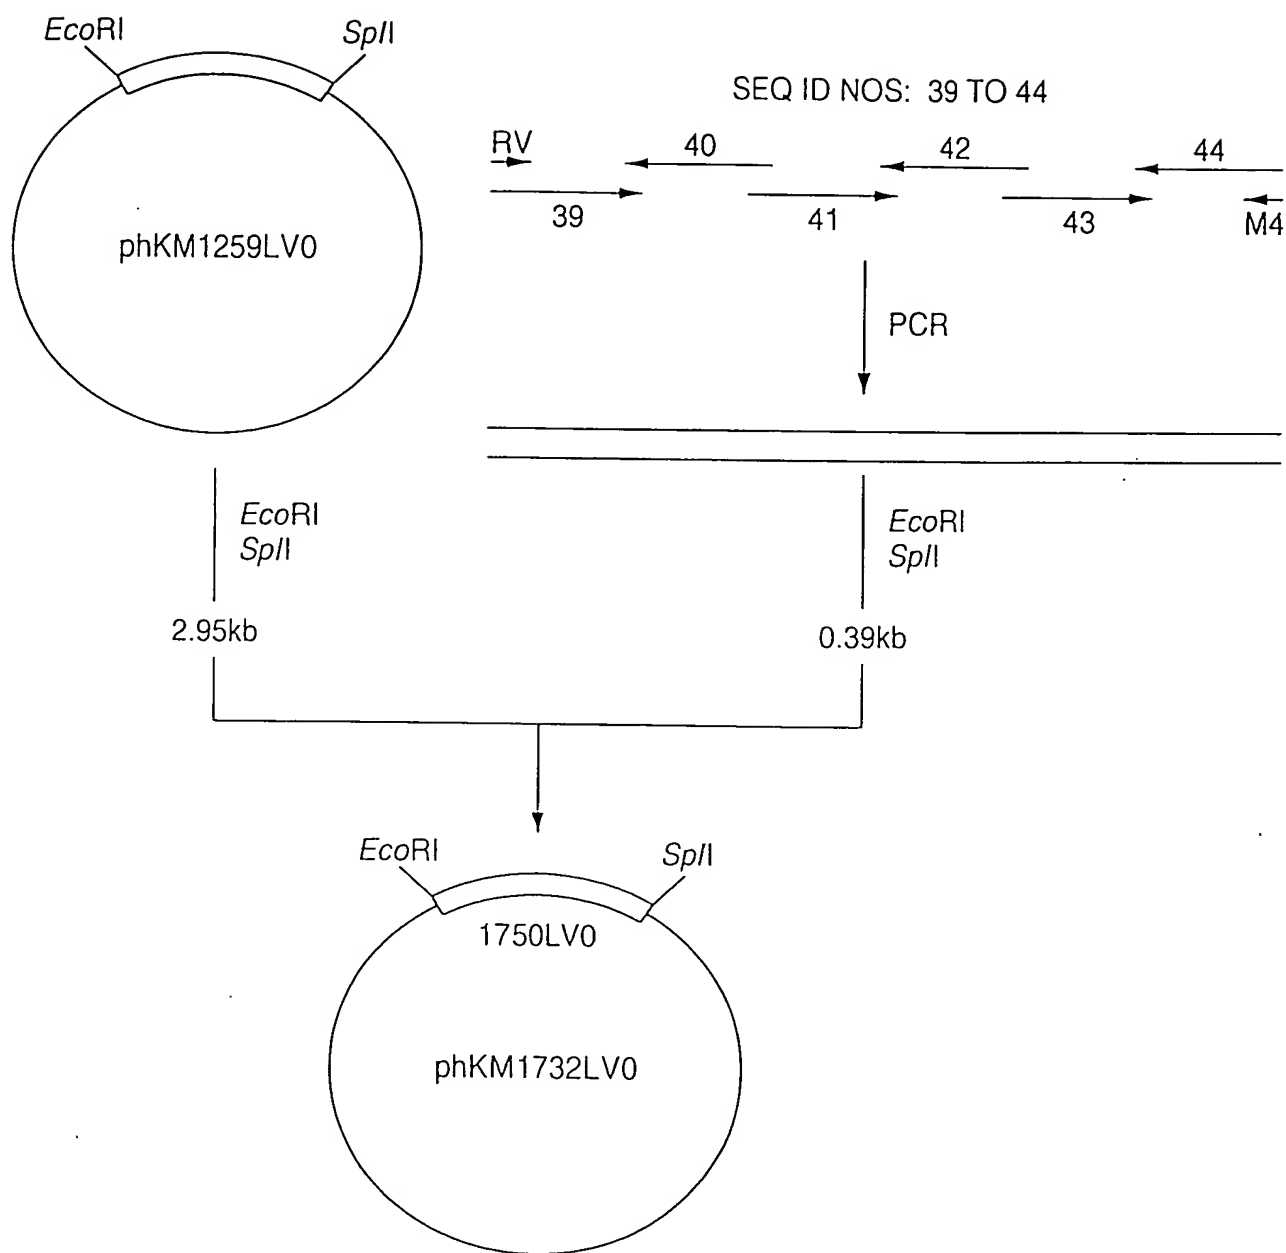 EcoRI
SplI
phKM1259LV0
SEQ ID NOS: 39 TO 44
RV
40
42
44
39
41
43
M4
PCR
EcoRI
SplI
2.95kb
EcoRI
SplI
0.39kb
EcoRI
SplI
1750LV0
phKM1732LV0